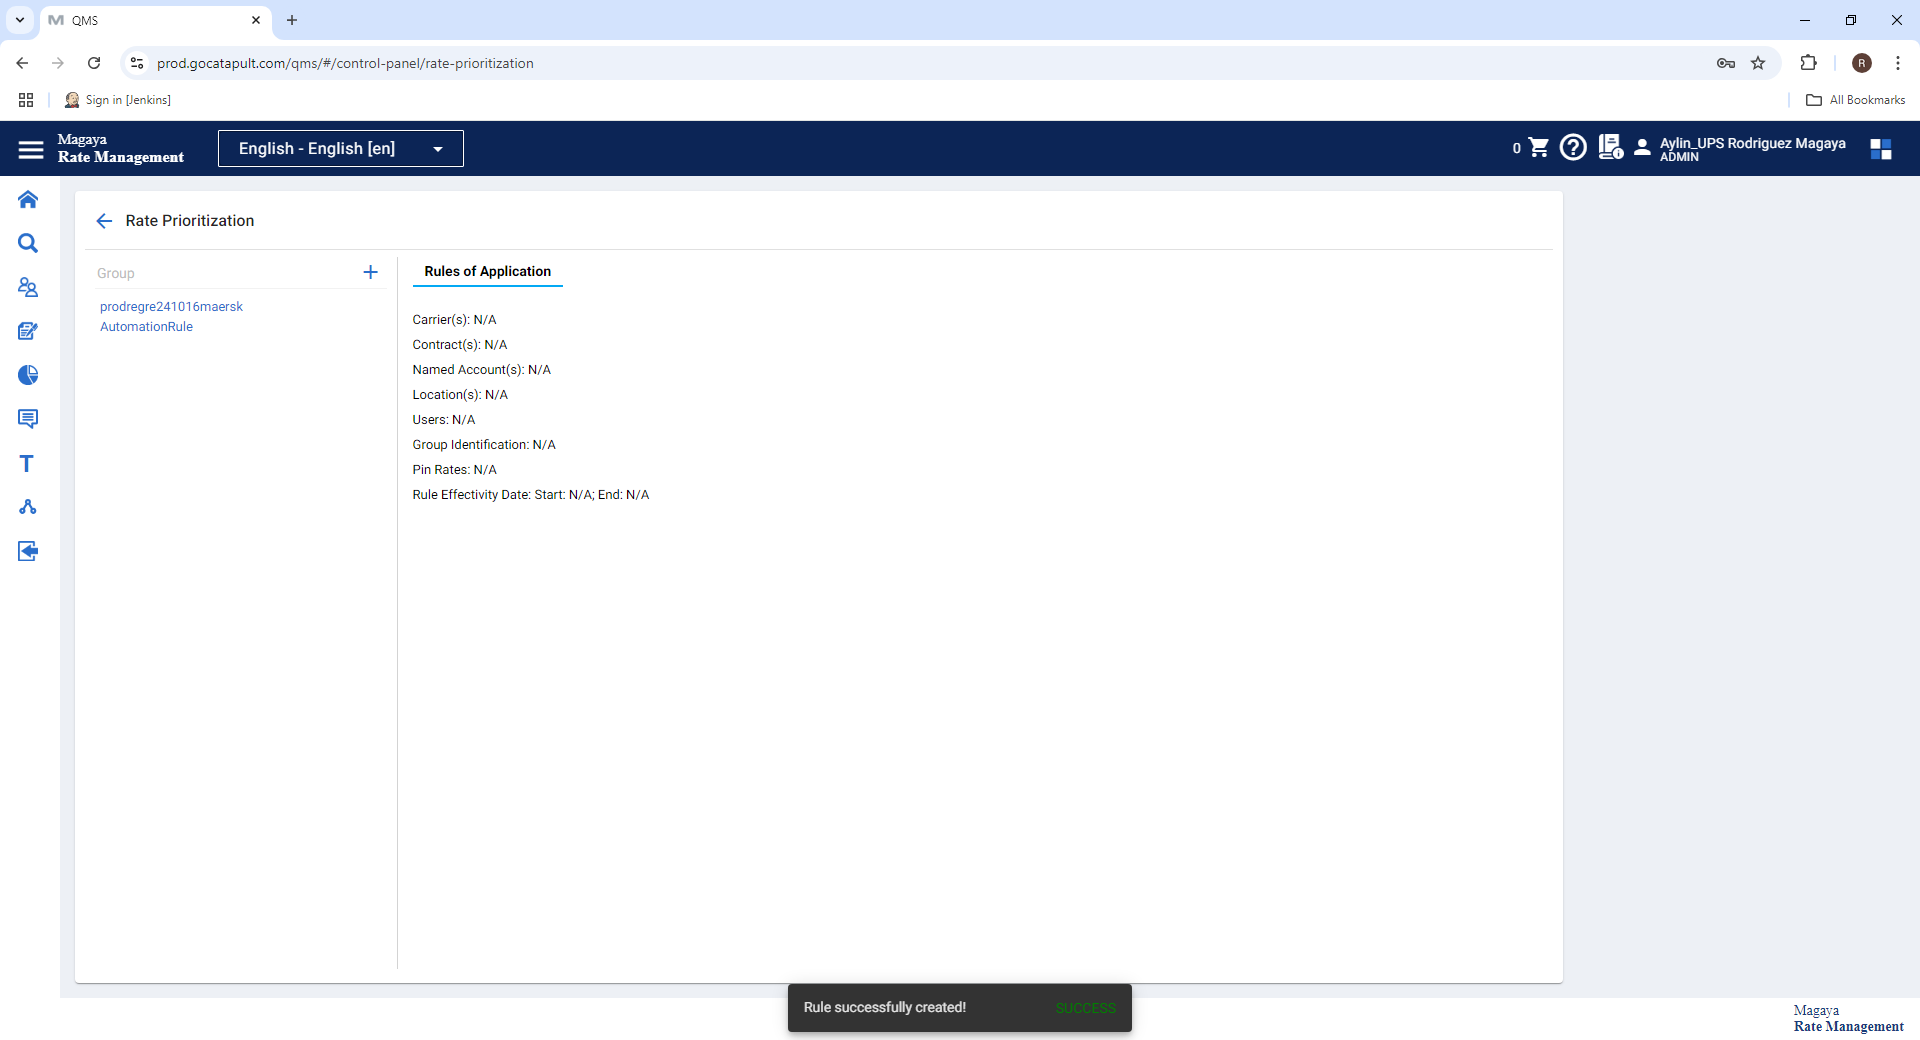 QMS
prod.gocatapult.com/qms/#/control-panel/rate-prioritization
R
Sign in [Jenkins]
All Bookmarks
Magaya
Rate Management
English - English [en]
0
Aylin_UPS Rodriguez Magaya
ADMIN
Rate Prioritization
Group
prodregre241016maersk
AutomationRule
T
Rules of Application
Carrier(s): N/A
Contract(s): N/A
Named Account(s): N/A
Location(s): N/A
Users: N/A
Group Identification: N/A
Pin Rates: N/A
Rule Effectivity Date: Start: N/A; End: N/A
Rule successfully created! SUCCESS
Magaya
Rate Management